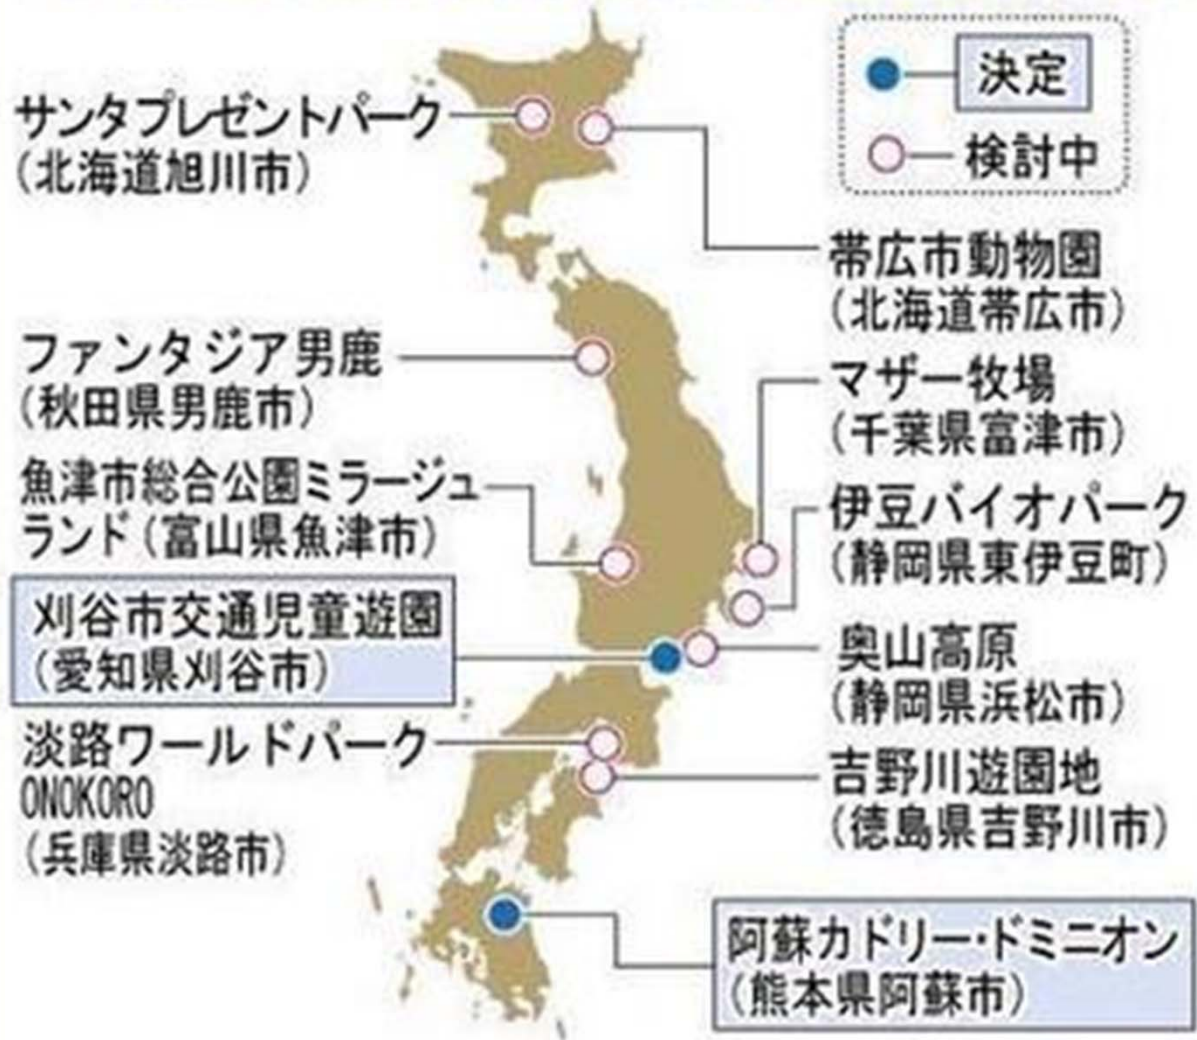 決定
検討中
サンタプレゼントパーク
(北海道旭川市)
帯広市動物園
(北海道帯広市)
ファンタジア男鹿
(秋田県男鹿市)
マザー牧場
(千葉県富津市)
魚津市総合公園ミラージュ
ランド(富山県魚津市)
伊豆バイオパーク
(静岡県東伊豆町)
刈谷市交通児童遊園
(愛知県刈谷市)
奥山高原
(静岡県浜松市)
淡路ワールドパーク
ONOKORO
(兵庫県淡路市)
吉野川遊園地
(徳島県吉野川市)
阿蘇カドリー・ドミニオン
(熊本県阿蘇市)